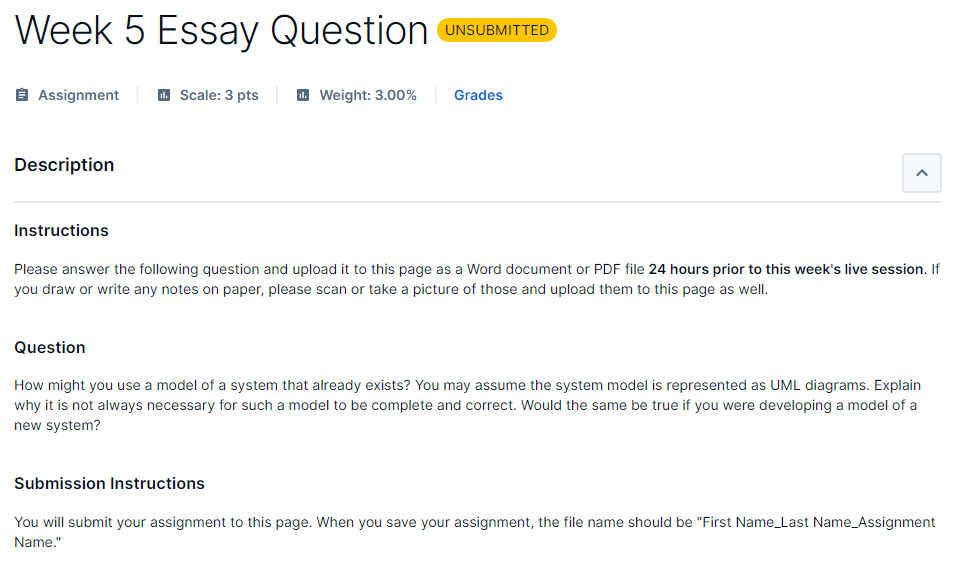 Week 5 Essay Question UNSUBMITTED
Assignment Scale: 3 pts Weight: 3.00% Grades
Description
Instructions
Please answer the following question and upload it to this page as a Word document or PDF file 24 hours prior to this week's live session. If
you draw or write any notes on paper, please scan or take a picture of those and upload them to this page as well.
Question
How might you use a model of a system that already exists? You may assume the system model is represented as UML diagrams. Explain
why it is not always necessary for such a model to be complete and correct. Would the same be true if you were developing a model of a
new system?
Submission Instructions
You will submit your assignment to this page. When you save your assignment, the file name should be "First Name_Last Name_Assignment
Name."